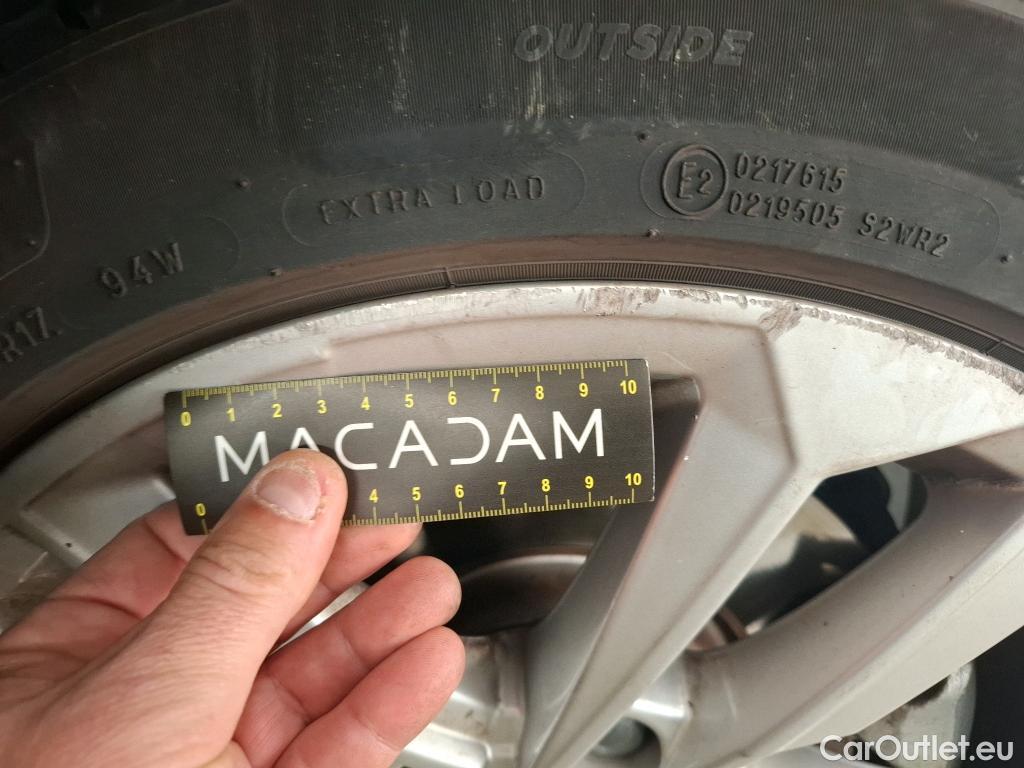 OUTSIDE
E2 0217615
0219505 S2WR2
EXTRA LOAD
R17 94W
0 1 2 3 4 5 6 7 8 9 10
MACADAM
0 4 5 6 7 8 9 10
CarOutlet.eu